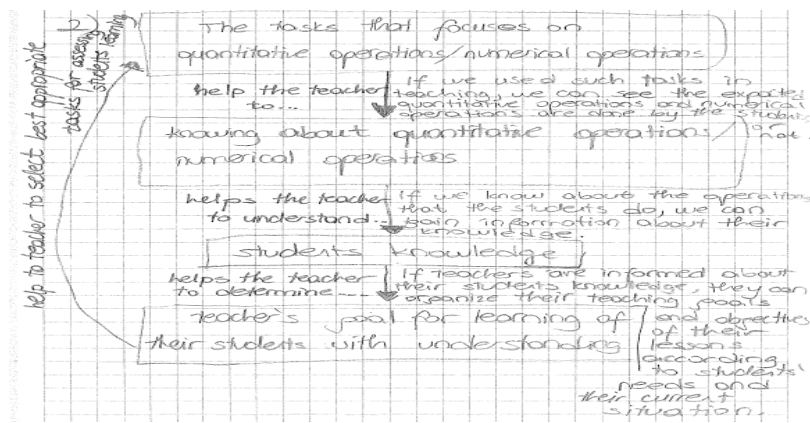 2)
The tasks that focuses on
quantitative operations/numerical operations
help the teacher
to...
If we used such tasks in
teaching, we can see the expected
quantitative operations and numerical
operations are done by the students
or
not.
knowing about quantitative operations/
numerical operations
helps the teacher
to understand...
If we know about the operations
that the students do, we can
gain information about their
knowledge.
students knowledge
helps the teacher
to determine...
If teachers are informed about
their students knowledge, they can
organize their teaching goals
and objectives
of their
lessons
according
to students'
needs and
their current
situation.
teacher's goal for learning of
their students with understanding
help to teacher to select best appropriate
tasks for assessing
students learning